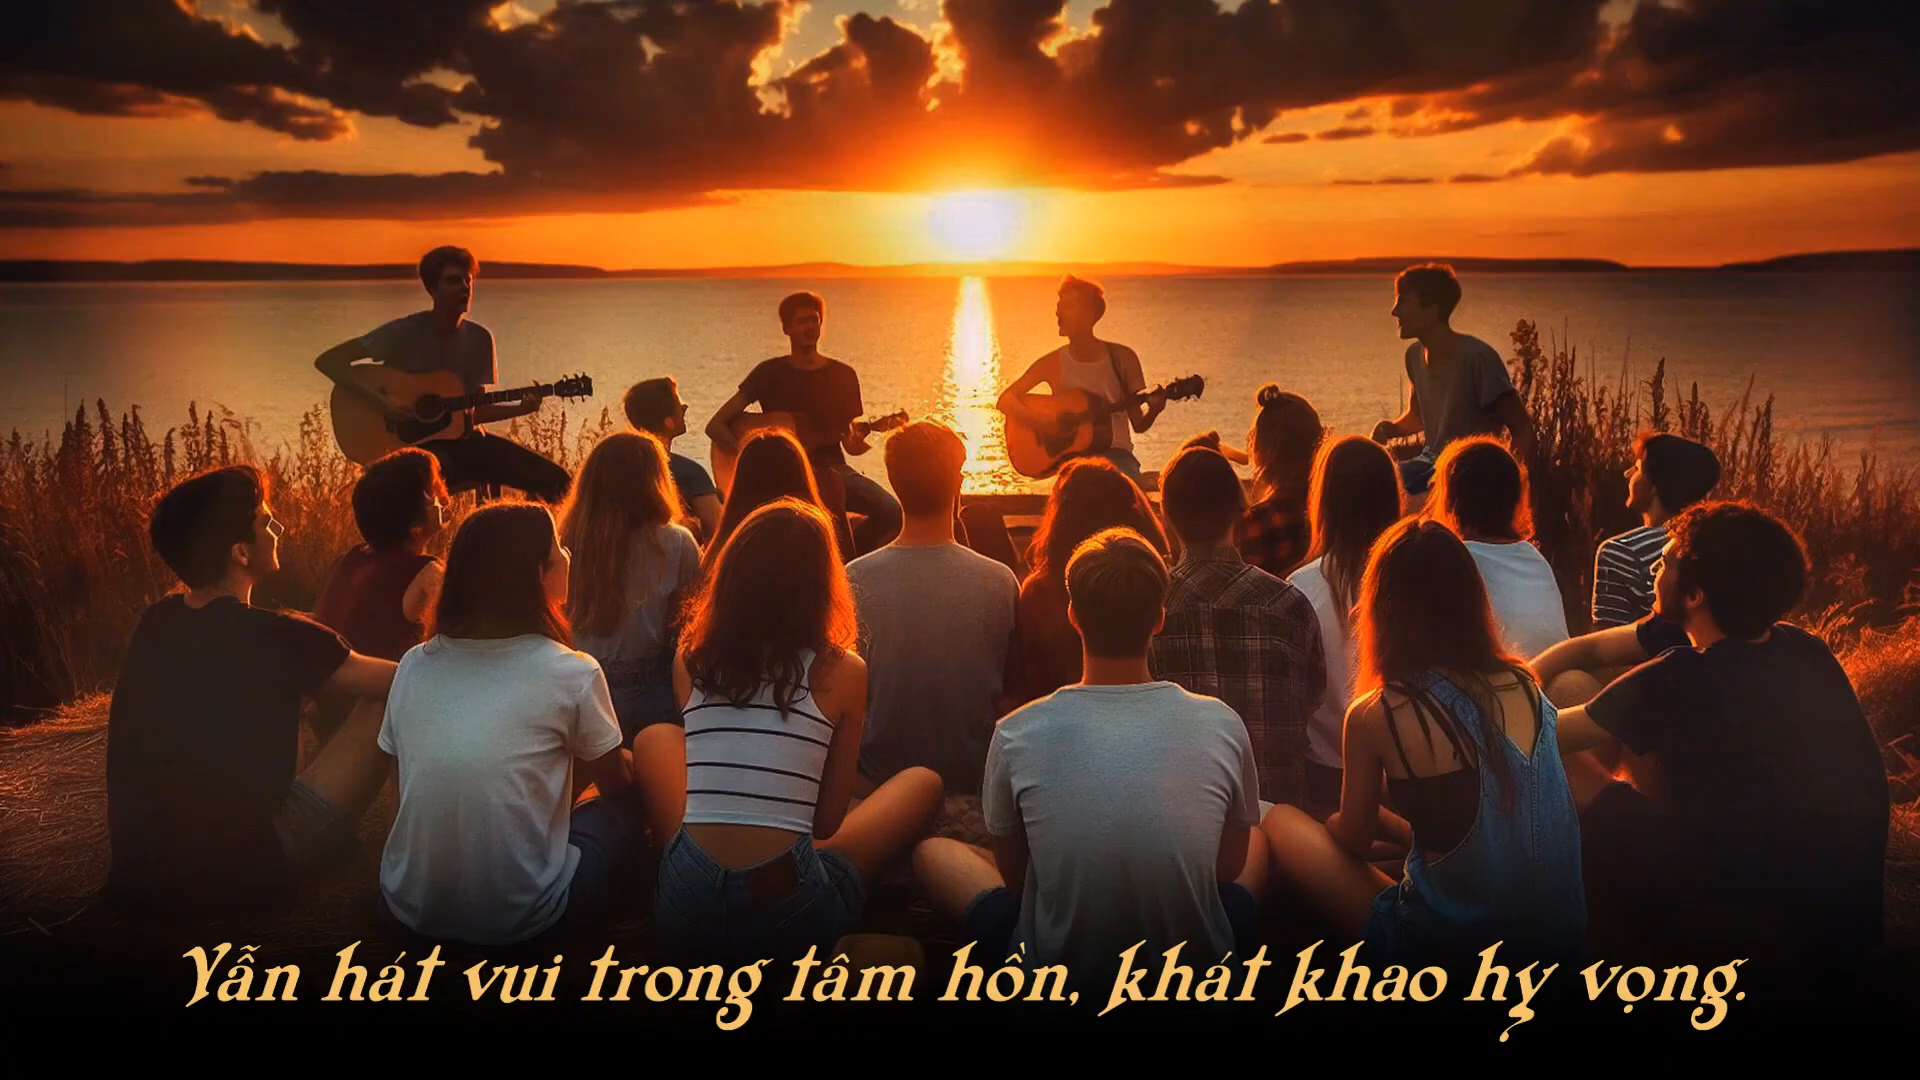 Vẫn hát vui trong tâm hồn, khát khao hy vọng.